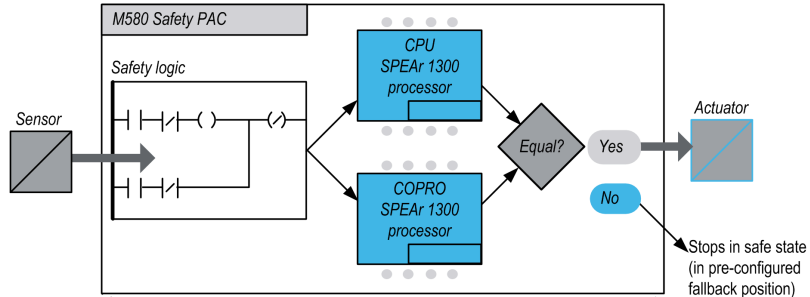 M580 Safety PAC
Safety logic
Sensor
CPU
SPEAr 1300
processor
COPRO
SPEAr 1300
processor
Equal?
Yes
No
Actuator
Stops in safe state
(in pre-configured
fallback position)